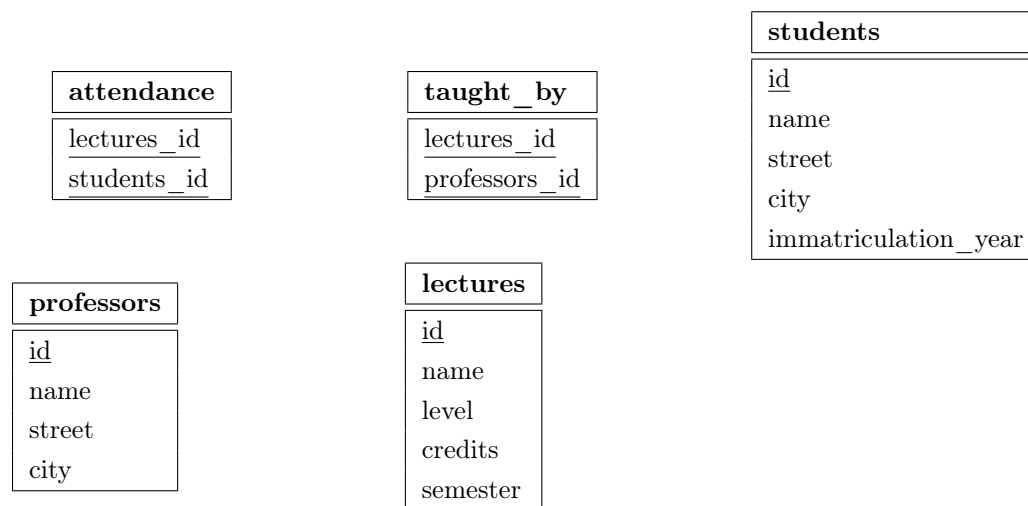 attendance
lectures_id
students_id
taught_by
lectures_id
professors_id
students
id
name
street
city
immatriculation_year
professors
id
name
street
city
lectures
id
name
level
credits
semester